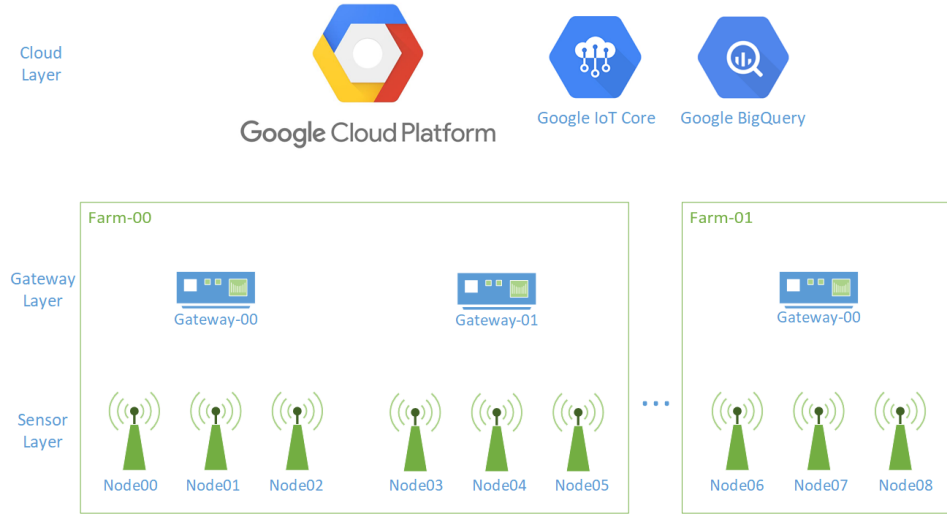 Cloud
Layer
Google Cloud Platform
Google IoT Core
Google BigQuery
Farm-00
Farm-01
Gateway
Layer
Gateway-00
Gateway-01
Gateway-00
...
Sensor
Layer
Node00
Node01
Node02
Node03
Node04
Node05
Node06
Node07
Node08